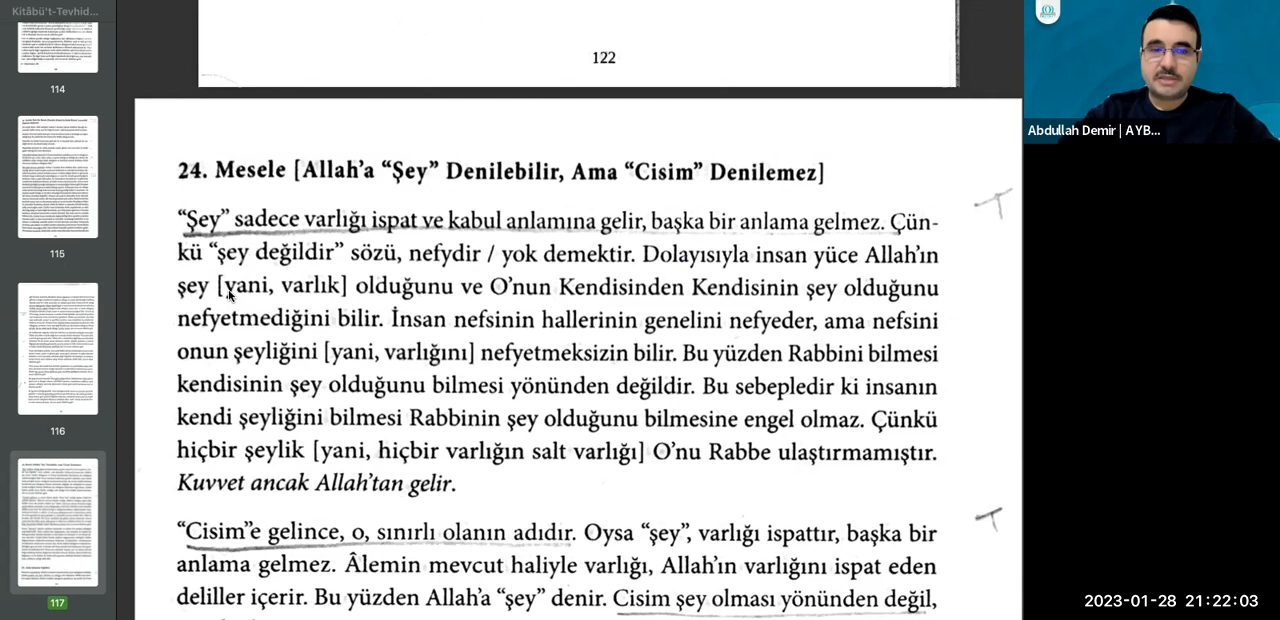 Kitâbü't-Tevhid...
114
115
116
117
122
2. Mesele [Allah’a “Şey” Denilebilir, Ama “Cisim” Denemez]
“Şey” sadece varlığı ispatve ikrar anlamına gelir, başka bir anlama gelmez. Çün-
kü “şey değildir” sözü, nefydir / yok demektir. Dolayısıyla insan yüce Allah’ın
şey [yani, varlık] olduğunu ve O’nun Kendisinden Kendisinin şey olduğunu
nefyetmediğini bilir. İnsan nefsinin hallerinin genelini nefyeder, ama nefsini
onun şeyliğini [yani, varlığını] nefyetmeksizin bilir. Bu yüzden Rabbini bilmesi
kendisinin şey olduğunu bilmesi yönünden değildir. Bu sebepledir ki insanın
kendi şeyliğini bilmesi Rabbinin şey olduğunu bilmesine engel olmaz. Çünkü
hiçbir şeylik [yani, hiçbir varlığın salt varlığı] O’nu Rabbe ulaştırmamıştır.
Kuvvet ancak Allah’tan gelir.
“Cisim” gelince, O, sınırlı olanın adıdır. Oysa “şey”, varlığı ispattır, başka bir
anlama gelmez. Âlemin mevcut haliyle varlığı, Allah’ın varlığını ispat eden
deliller içerir. Bu yüzden Allah’a “şey” denir. Cisim şey olması yönünden değil,
Abdullah Demir | AYB...
2023-01-28 21:22:03